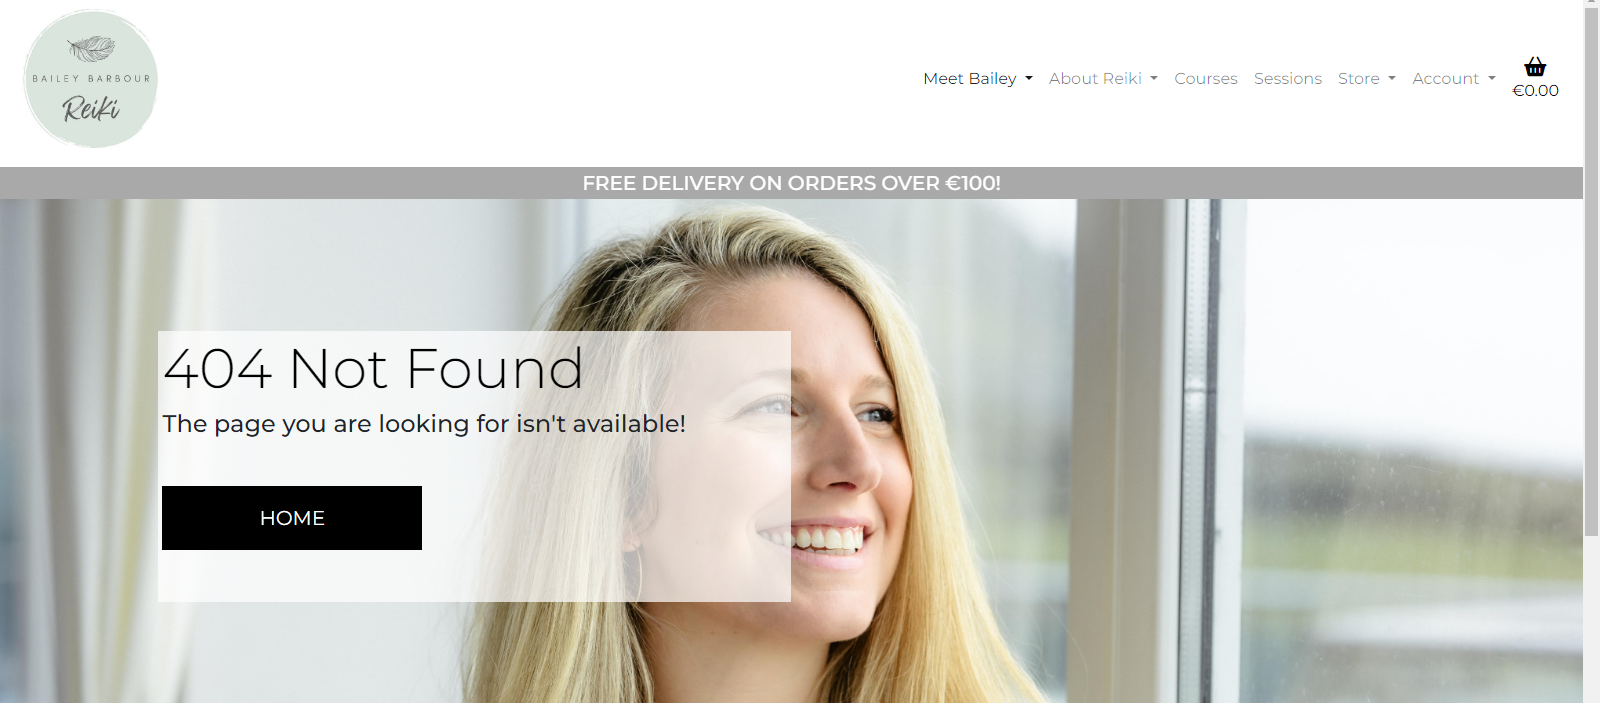 BAILEY BARBOUR
Reiki
Meet Bailey
About Reiki
Courses
Sessions
Store
Account
€0.00
FREE DELIVERY ON ORDERS OVER €100!
404 Not Found
The page you are looking for isn't available!
HOME